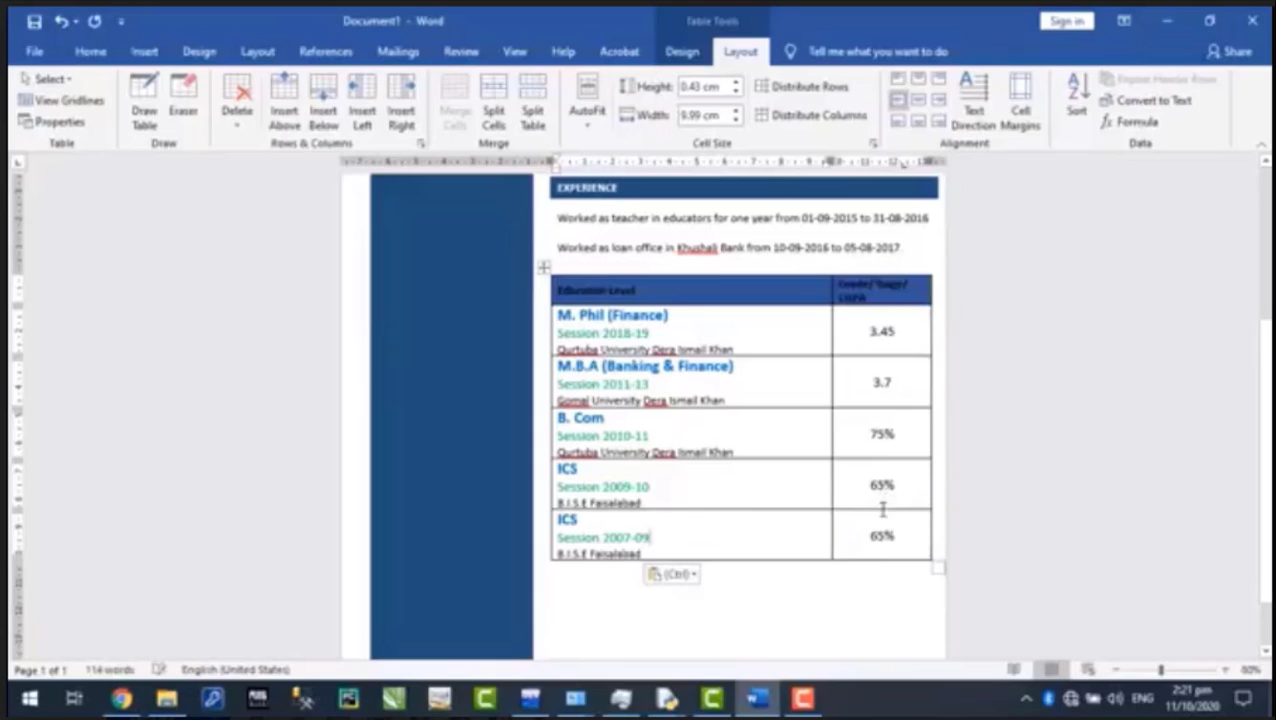 Document1 - Word
Table Tools
Sign in
File Home Insert Design Layout References Mailings Review View Help Acrobat Design Layout Tell me what you want to do Share
Select
View Gridlines
Properties
Table
Draw Table
Eraser
Draw
Delete
Insert Above
Insert Below
Insert Left
Insert Right
Rows & Columns
Merge Cells
Split Cells
Split Table
Merge
AutoFit
Height: 0.43 cm
Width: 9.99 cm
Distribute Rows
Distribute Columns
Cell Size
Text Direction
Cell Margins
Alignment
Sort
Repeat Header Rows
Convert to Text
Formula
Data
EXPERIENCE
Worked as teacher in educators for one year from 01-09-2015 to 31-08-2016
Worked as loan office in Khushali Bank from 10-09-2016 to 05-08-2017
Education Level
M. Phil (Finance)
Session 2018-19
Qurtuba University Dera Ismail Khan
3.45
M.B.A (Banking & Finance)
Session 2011-13
Gomal University Dera Ismail Khan
3.7
B. Com
Session 2010-11
Qurtuba University Dera Ismail Khan
75%
ICS
Session 2009-10
B.I.S.E Faisalabad
65%
ICS
Session 2007-09
B.I.S.E Faisalabad
65%
(Ctrl)
Page 1 of 1 114 words English (United States) 80%
ENG
2:21 pm
11/10/2020